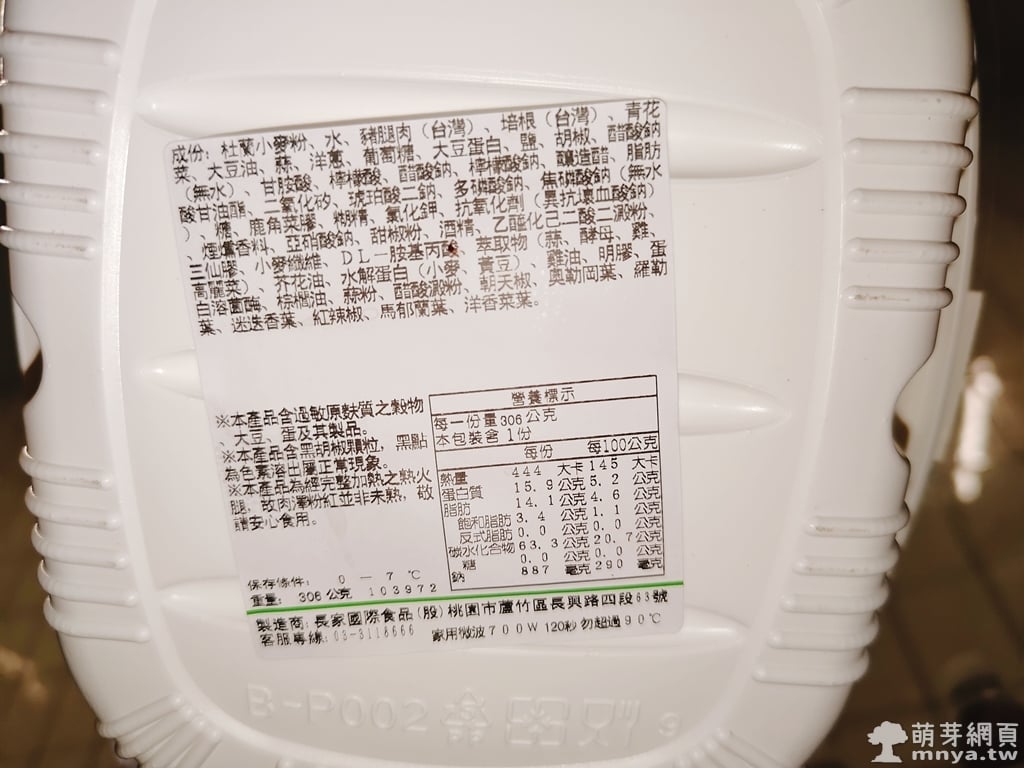 成份：杜蘭小麥粉、水、豬腿肉（台灣）、培根（台灣）、青花
菜、大豆油、蒜、洋蔥、葡萄糖、大豆蛋白、鹽、胡椒、醋酸鈉
（無水）、甘胺酸、檸檬酸、醋酸鈉、檸檬酸鈉、釀造醋、脂肪
酸甘油酯、二氧化矽、琥珀酸二鈉、多磷酸鈉、焦磷酸鈉（無水
）、糖、鹿角菜膠、糊精、氯化鉀、抗氧化劑（異抗壞血酸鈉）
、煙燻香料、亞硝酸鈉、甜椒粉、酒精、乙醯化己二酸二澱粉、
三仙膠、小麥纖維、DL－胺基丙酸、萃取物（蒜、酵母、雞、
高麗菜）、芥花油、水解蛋白（小麥、黃豆）、雞油、明膠、蛋
白溶菌酶、棕櫚油、蒜粉、醋酸澱粉、朝天椒、奧勒岡葉、羅勒
葉、迷迭香葉、紅辣椒、馬郁蘭葉、洋香菜葉。
※本產品含過敏原麩質之穀物
、大豆、蛋及其製品。
※本產品含黑胡椒顆粒，黑點
為色素溶出屬正常現象。
※本產品為經完整加熱之熟火
腿，故肉澤粉紅並非未熟，敬
請安心食用。
營養標示
每一份量306公克
本包裝含 1份
每份 每100公克
熱量 444 大卡 145 大卡
蛋白質 15.9 公克 5.2 公克
脂肪 14.1 公克 4.6 公克
飽和脂肪 3.4 公克 1.1 公克
反式脂肪 0.0 公克 0.0 公克
碳水化合物 63.3 公克 20.7 公克
糖 0.0 公克 0.0 公克
鈉 887 毫克 290 毫克
保存條件： 0 － 7 ℃
重量： 306 公克 103972
製造商：長家國際食品（股）桃園市蘆竹區長興路四段63號
客服專線：03-3118666 家用微波700W 120秒 勿超過90℃
B-P002
9
萌芽網頁
mnya.tw